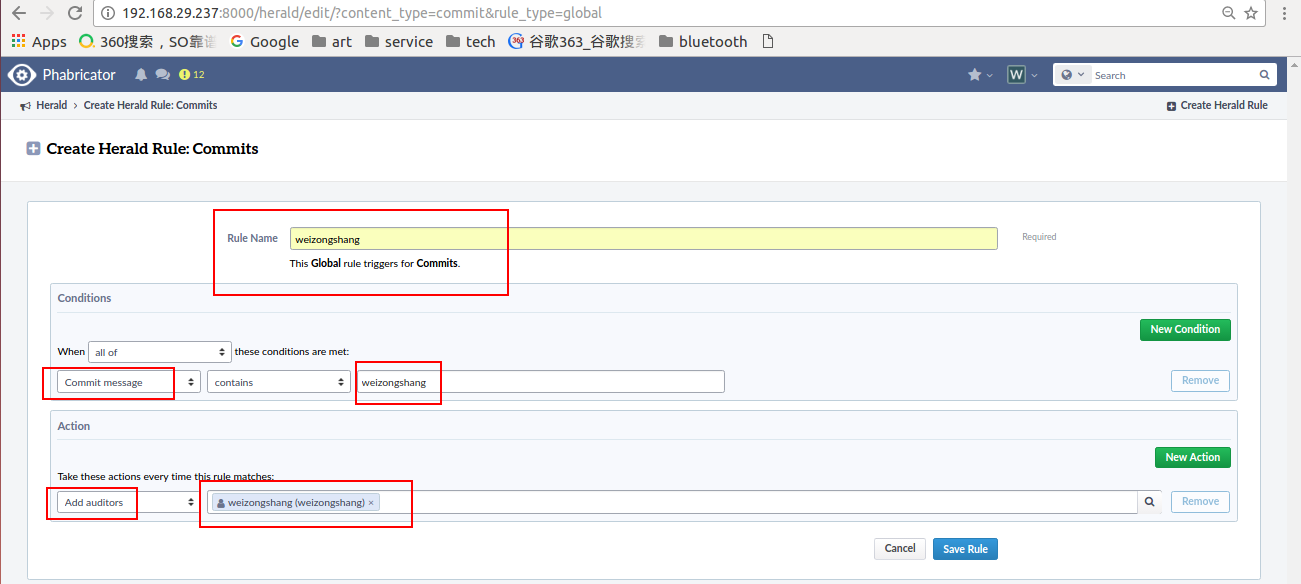 192.168.29.237:8000/herald/edit/?content_type=commit&rule_type=global
Apps 360搜索，SO靠谱 Google art service tech 谷歌363_谷歌搜索 bluetooth
Phabricator 12 W Search
Herald > Create Herald Rule: Commits Create Herald Rule
Create Herald Rule: Commits
Rule Name weizongshang Required
This Global rule triggers for Commits.
Conditions
New Condition
When all of these conditions are met:
Commit message contains weizongshang Remove
Action
New Action
Take these actions every time this rule matches:
Add auditors weizongshang (weizongshang) × Remove
Cancel Save Rule